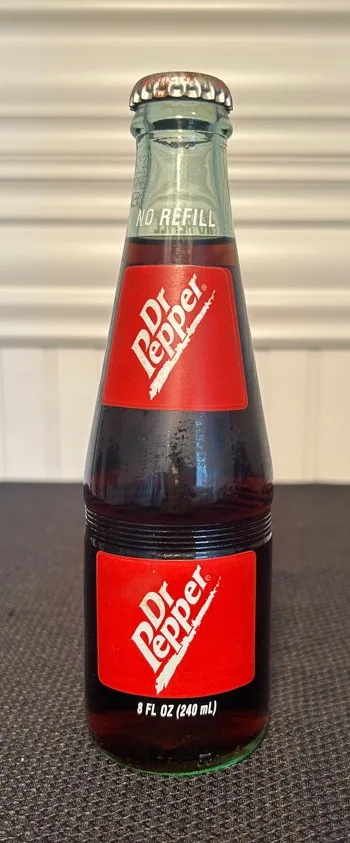 NO REFILL
Dr
Pepper®
Dr
Pepper®
8 FL OZ (240 mL)